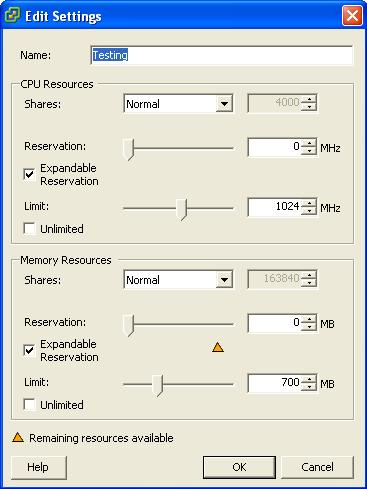 Edit Settings
Name: Testing
CPU Resources
Shares: Normal 4000
Reservation: 0 MHz
Expandable
Reservation
Limit: 1024 MHz
Unlimited
Memory Resources
Shares: Normal 163840
Reservation: 0 MB
Expandable
Reservation
Limit: 700 MB
Unlimited
Remaining resources available
Help OK Cancel